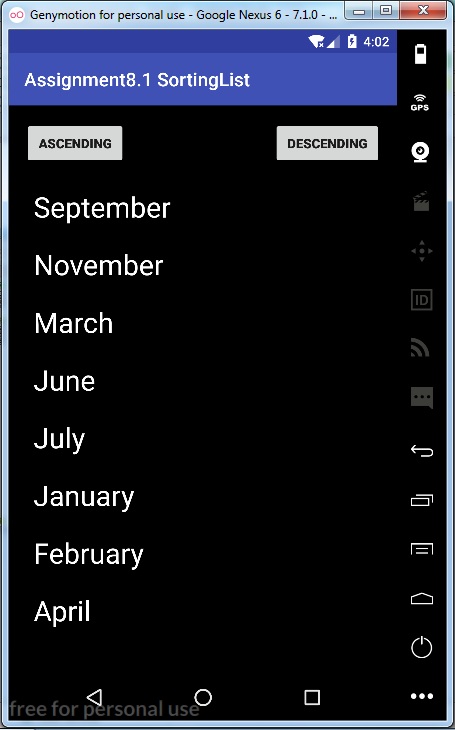 Genymotion for personal use - Google Nexus 6 - 7.1.0 - ...
4:02
Assignment8.1 SortingList
GPS
ASCENDING
DESCENDING
September
November
March
June
ID
July
January
February
April
free for personal use